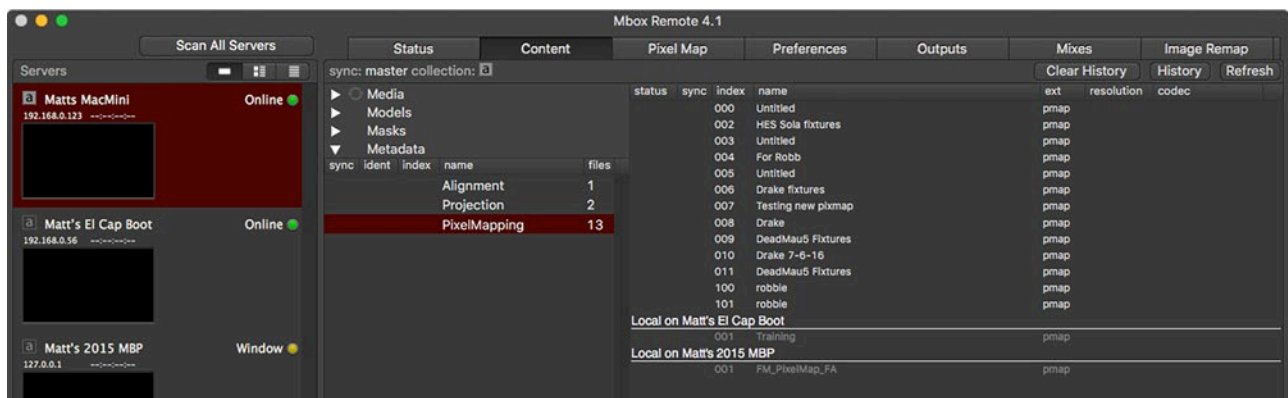 Mbox Remote 4.1
Scan All Servers
Status Content Pixel Map Preferences Outputs Mixes Image Remap
Servers
sync: master collection: a
Clear History History Refresh
a Matts MacMini Online
192.168.0.123 --:--:--:--
a Matt's El Cap Boot Online
192.168.0.56 --:--:--:--
a Matt's 2015 MBP Window
127.0.0.1 --:--:--:--
Media
Models
Masks
Metadata
sync ident index name files
Alignment 1
Projection 2
PixelMapping 13
status sync index name ext resolution codec
000 Untitled pmap
002 HES Sola fixtures pmap
003 Untitled pmap
004 For Robb pmap
005 Untitled pmap
006 Drake fixtures pmap
007 Testing new pixmap pmap
008 Drake pmap
009 DeadMau5 Fixtures pmap
010 Drake 7-6-16 pmap
011 DeadMau5 Fixtures pmap
100 robbie pmap
101 robbie pmap
Local on Matt's El Cap Boot
001 Training pmap
Local on Matt's 2015 MBP
001 FM_PixelMap_FA pmap